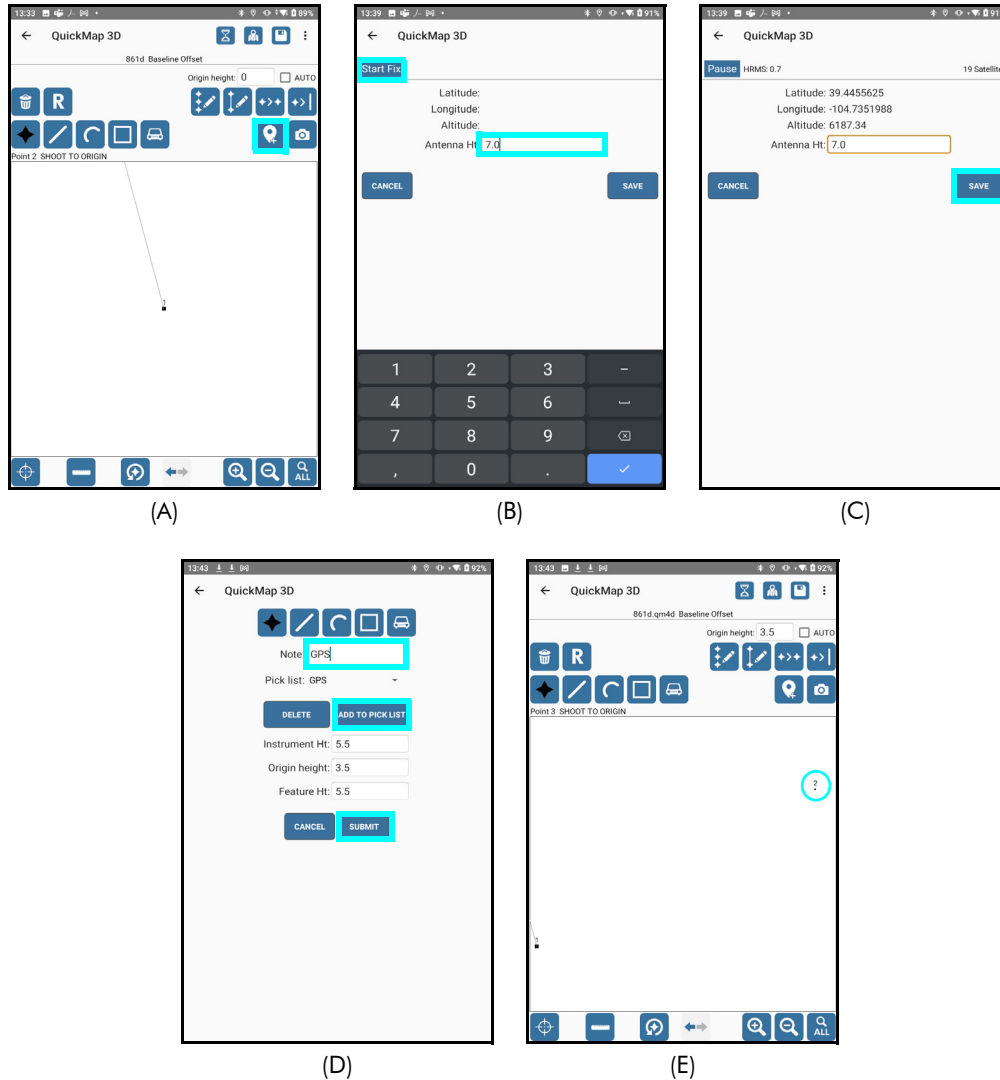 13:33 89%
QuickMap 3D
861d Baseline Offset
Origin height: 0 AUTO
R
Point 2 SHOOT TO ORIGIN
1
ALL
(A)
13:39 91%
QuickMap 3D
Start Fix
Latitude:
Longitude:
Altitude:
Antenna Ht 7.0
CANCEL SAVE
1 2 3 –
4 5 6
7 8 9
, 0 .
(B)
13:39 91
QuickMap 3D
Pause HRMS: 0.7 19 Satellite
Latitude: 39.4455625
Longitude: -104.7351988
Altitude: 6187.34
Antenna Ht: 7.0
CANCEL SAVE
(C)
13:43 92%
QuickMap 3D
Note: GPS
Pick list: GPS
DELETE ADD TO PICK LIST
Instrument Ht: 5.5
Origin height: 3.5
Feature Ht: 5.5
CANCEL SUBMIT
(D)
13:43 92%
QuickMap 3D
861d.qm4d Baseline Offset
Origin height: 3.5 AUTO
R
Point 3 SHOOT TO ORIGIN
2
1
ALL
(E)